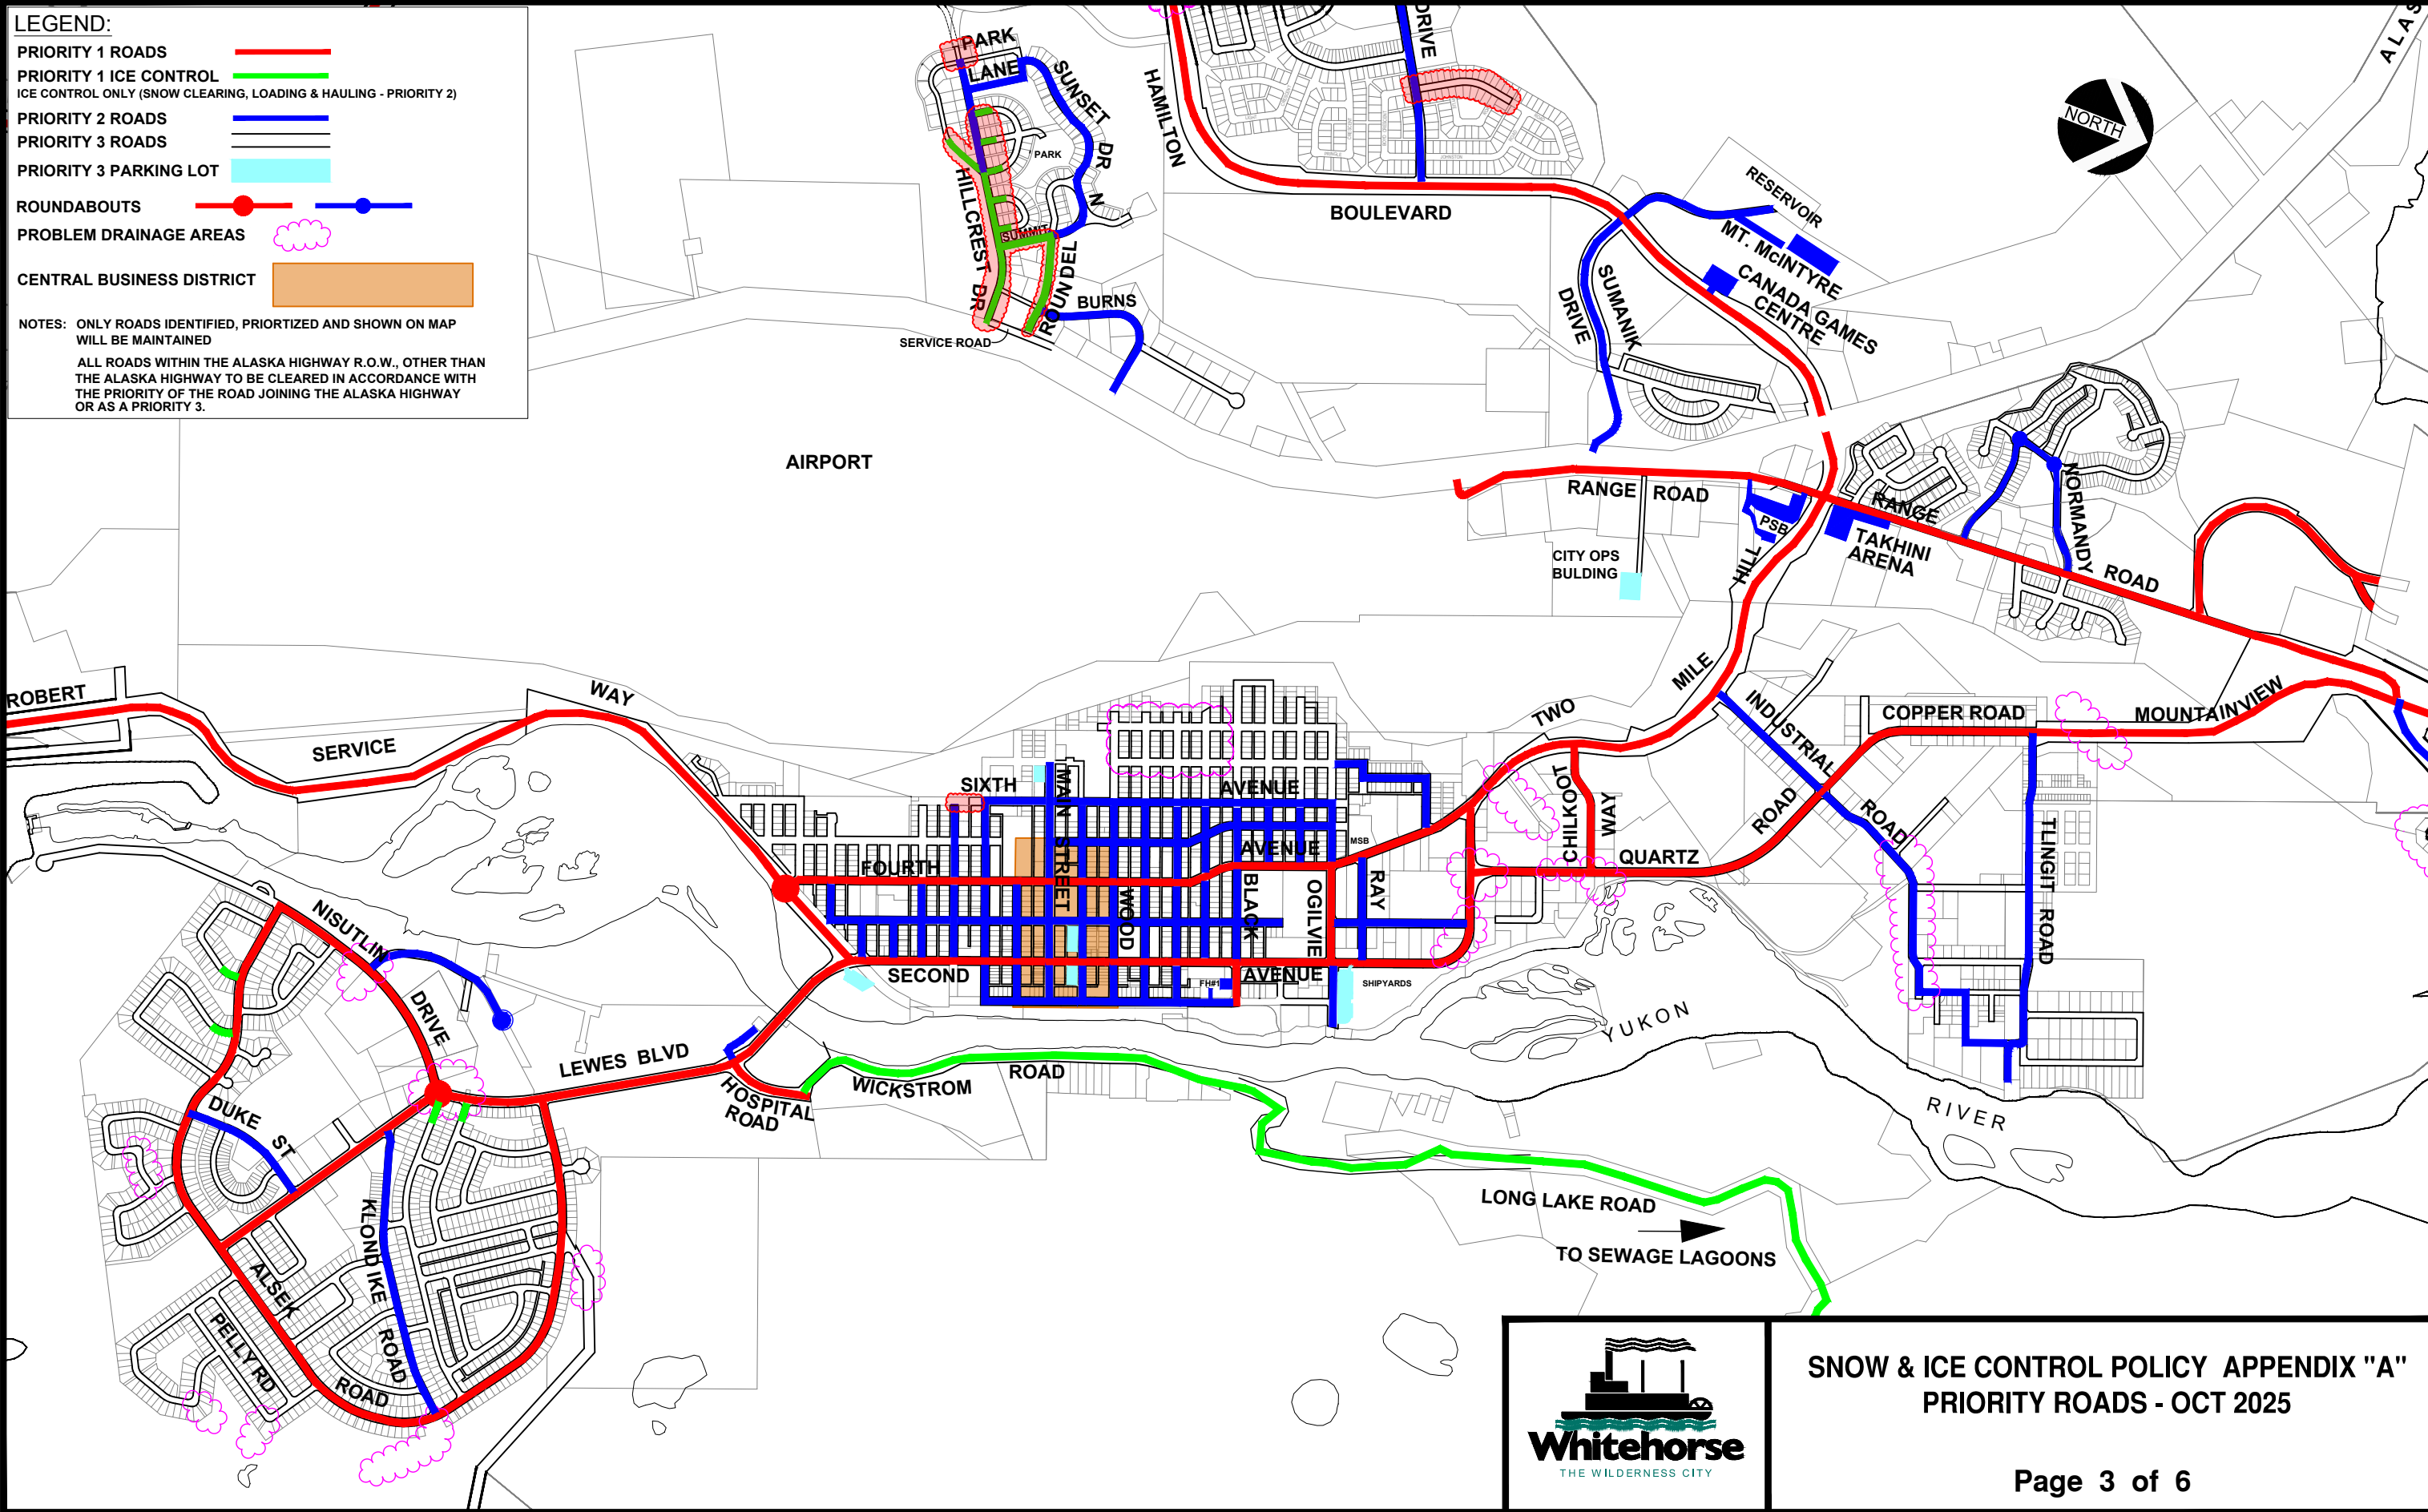 LEGEND:
PRIORITY 1 ROADS
PRIORITY 1 ICE CONTROL
ICE CONTROL ONLY (SNOW CLEARING, LOADING & HAULING - PRIORITY 2)
PRIORITY 2 ROADS
PRIORITY 3 ROADS
PRIORITY 3 PARKING LOT
ROUNDABOUTS
PROBLEM DRAINAGE AREAS
CENTRAL BUSINESS DISTRICT
NOTES: ONLY ROADS IDENTIFIED, PRIORTIZED AND SHOWN ON MAP
WILL BE MAINTAINED
ALL ROADS WITHIN THE ALASKA HIGHWAY R.O.W., OTHER THAN
THE ALASKA HIGHWAY TO BE CLEARED IN ACCORDANCE WITH
THE PRIORITY OF THE ROAD JOINING THE ALASKA HIGHWAY
OR AS A PRIORITY 3.
PARK
LANE
SUNSET
DR
N
PARK
HILLCREST DR
SUMMIT
ROUNDEL
BURNS
SERVICE ROAD
HAMILTON
BOULEVARD
DRIVE
RESERVOIR
MT. McINTYRE
CANADA GAMES
CENTRE
SUMANIK
DRIVE
NORTH
ALAS
AIRPORT
RANGE ROAD
PSB
CITY OPS
BULDING
TAKHINI
ARENA
RANGE
ROAD
NORMANDY
HILL
MILE
TWO
ROBERT
SERVICE
WAY
INDUSTRIAL
ROAD
COPPER ROAD
MOUNTAINVIEW
TLINGIT ROAD
QUARTZ
ROAD
CHILKOOT
WAY
SIXTH
AVENUE
MAIN STREET
FOURTH
AVENUE
MSB
WOOD
BLACK
OGILVIE
RAY
SECOND
AVENUE
FH#1
SHIPYARDS
NISUTLIN
DRIVE
LEWES BLVD
HOSPITAL
ROAD
WICKSTROM
ROAD
YUKON
RIVER
DUKE ST
KLONDIKE
ROAD
ALSEK
ROAD
PELLY RD
LONG LAKE ROAD
TO SEWAGE LAGOONS
Whitehorse
THE WILDERNESS CITY
SNOW & ICE CONTROL POLICY APPENDIX "A"
PRIORITY ROADS - OCT 2025
Page 3 of 6